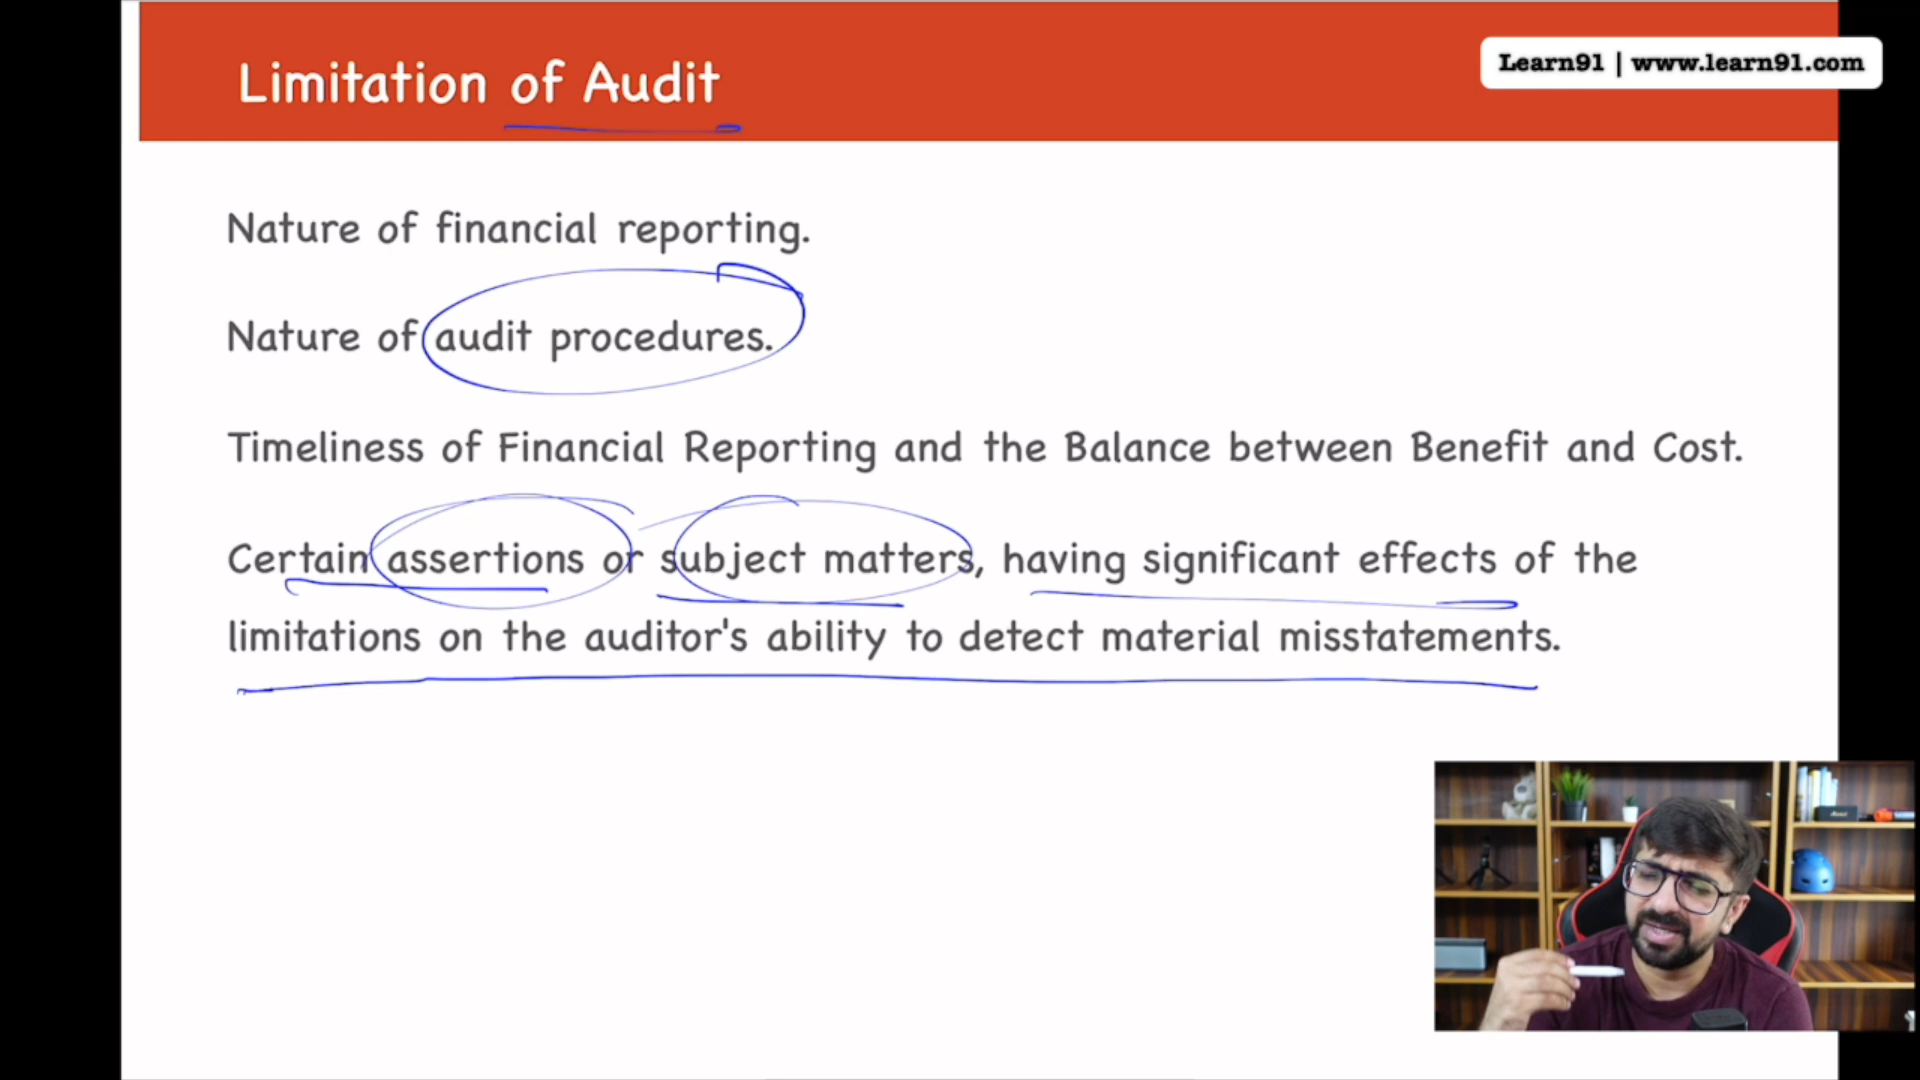 Limitation of Audit
Learn91 | www.learn91.com
Nature of financial reporting.
Nature of audit procedures.
Timeliness of Financial Reporting and the Balance between Benefit and Cost.
Certain assertions or subject matters, having significant effects of the
limitations on the auditor's ability to detect material misstatements.